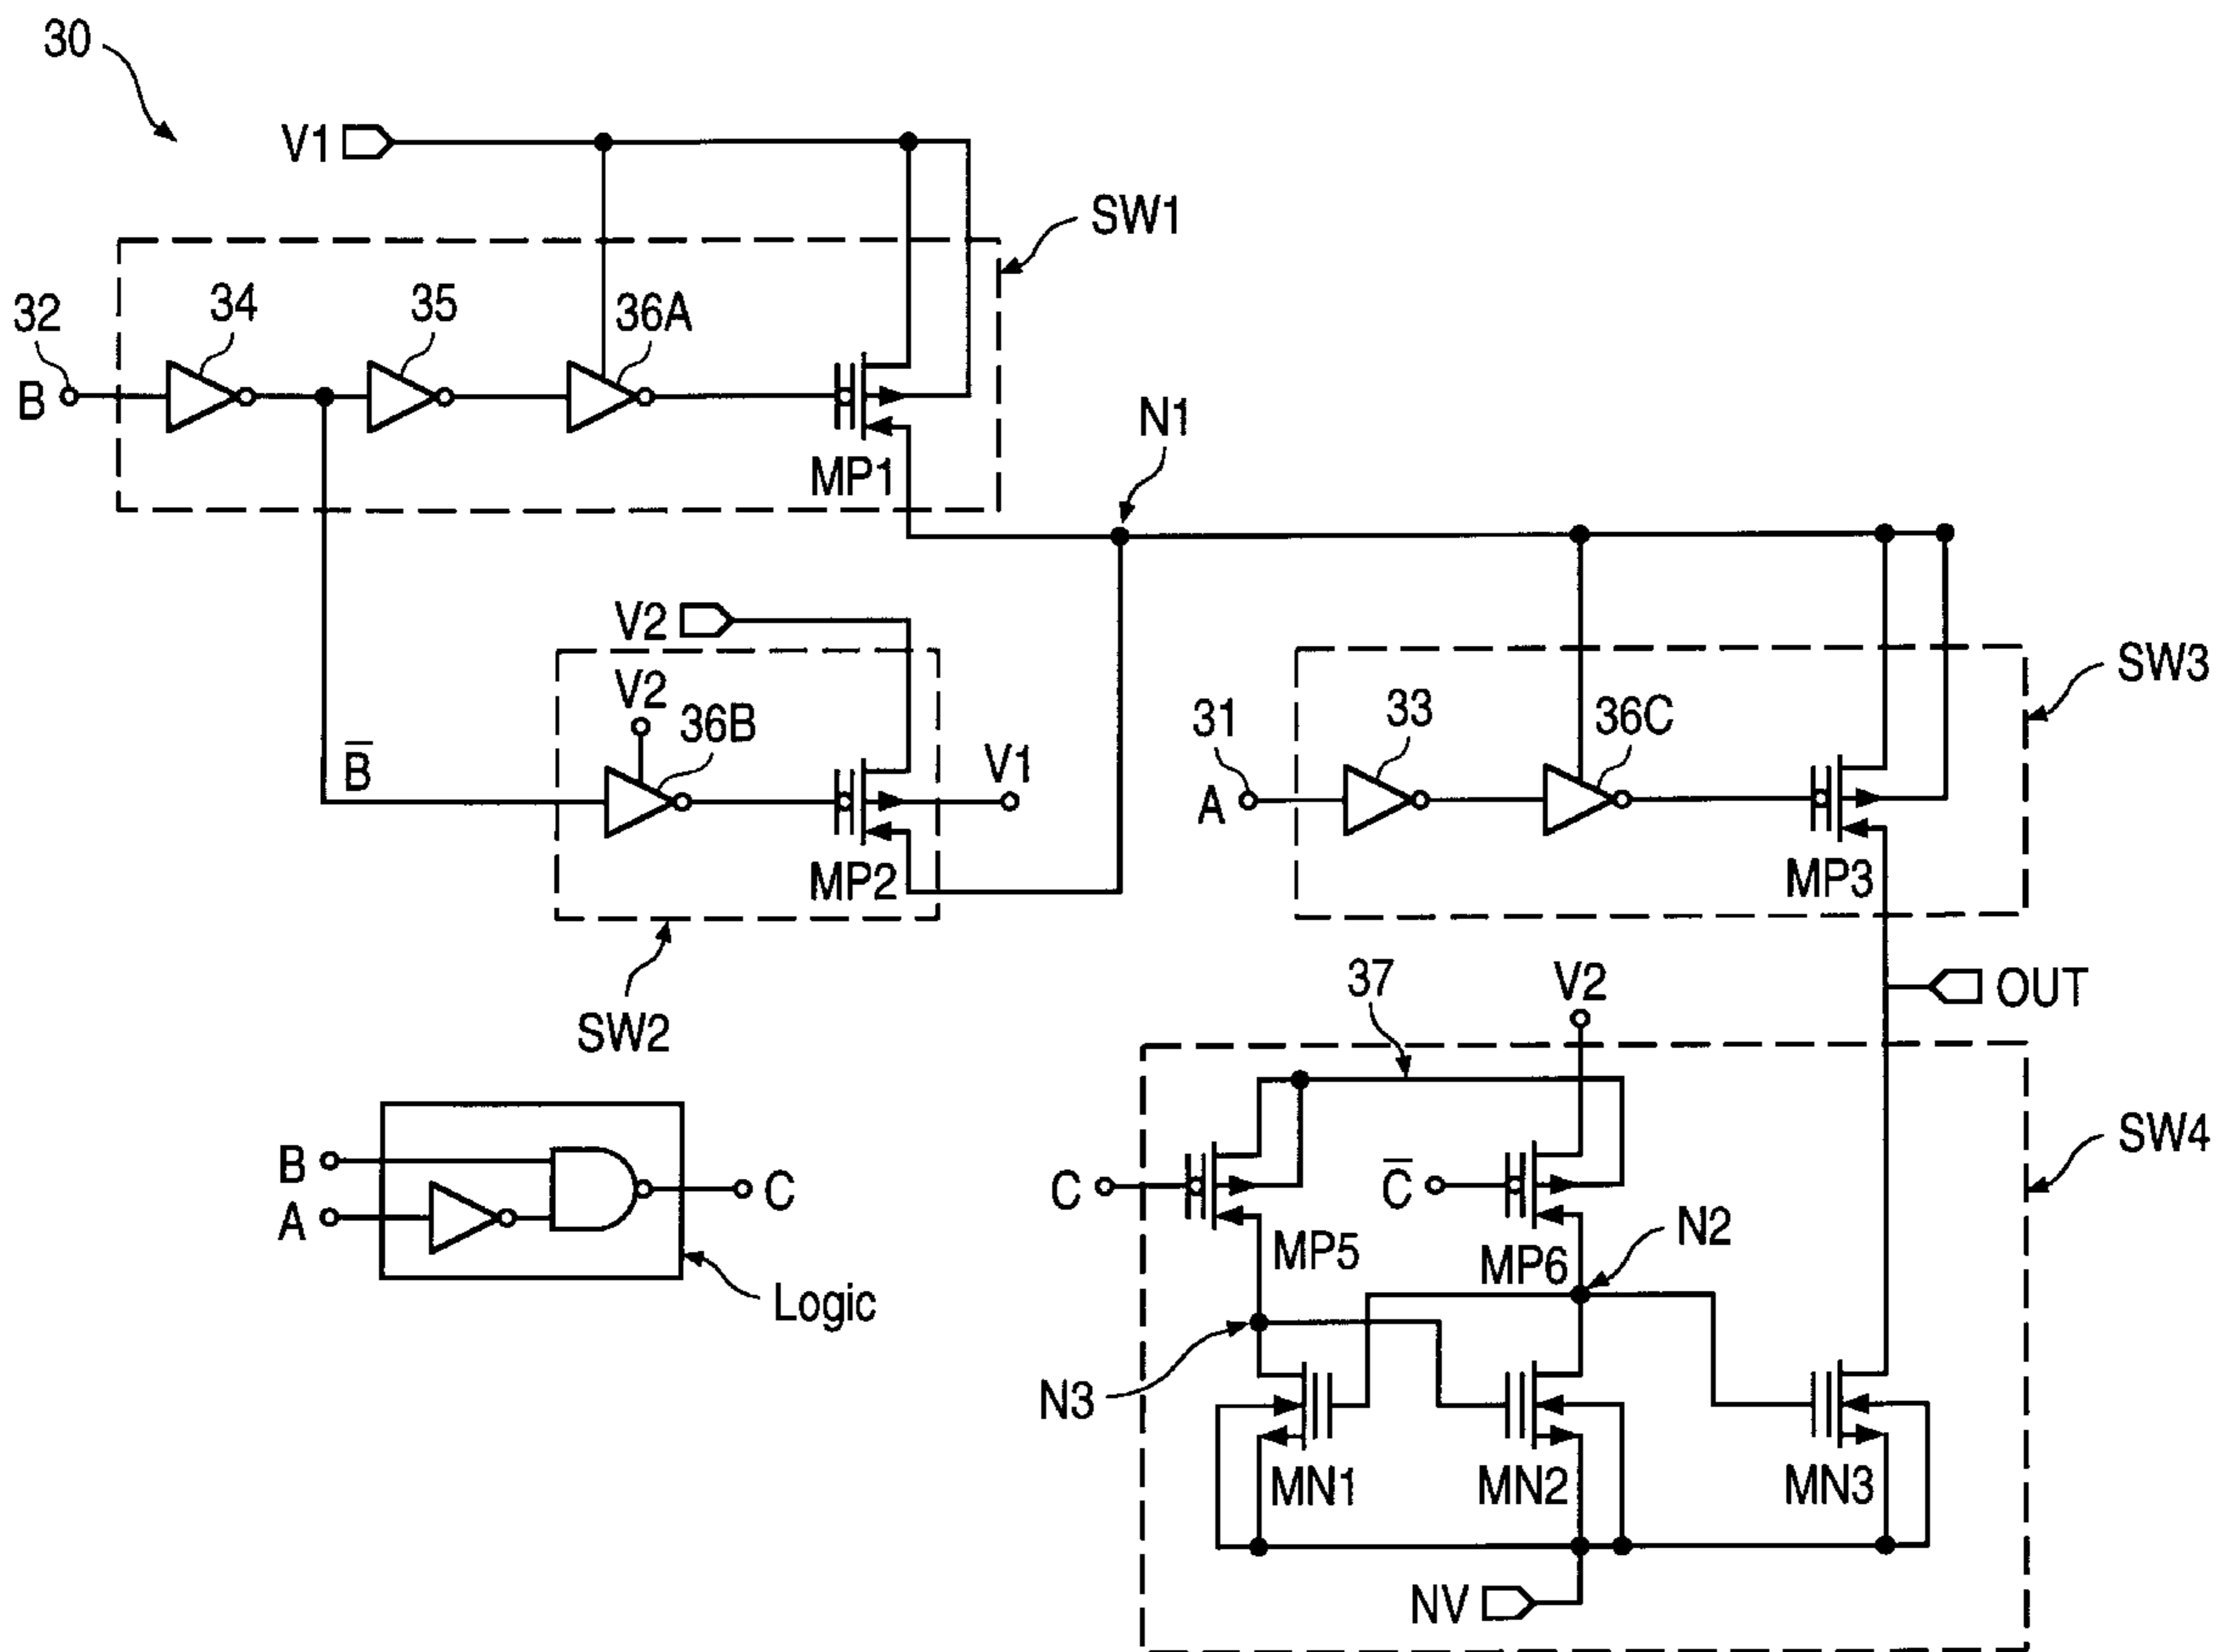 30
V1
SW1
32
34
35
36A
B
MP1
N1
V2
V2
36B
V1
B̅
MP2
SW2
SW3
31
33
36C
A
MP3
37
V2
OUT
SW4
B
A
C
Logic
C
C̅
MP5
MP6
N2
N3
MN1
MN2
MN3
NV